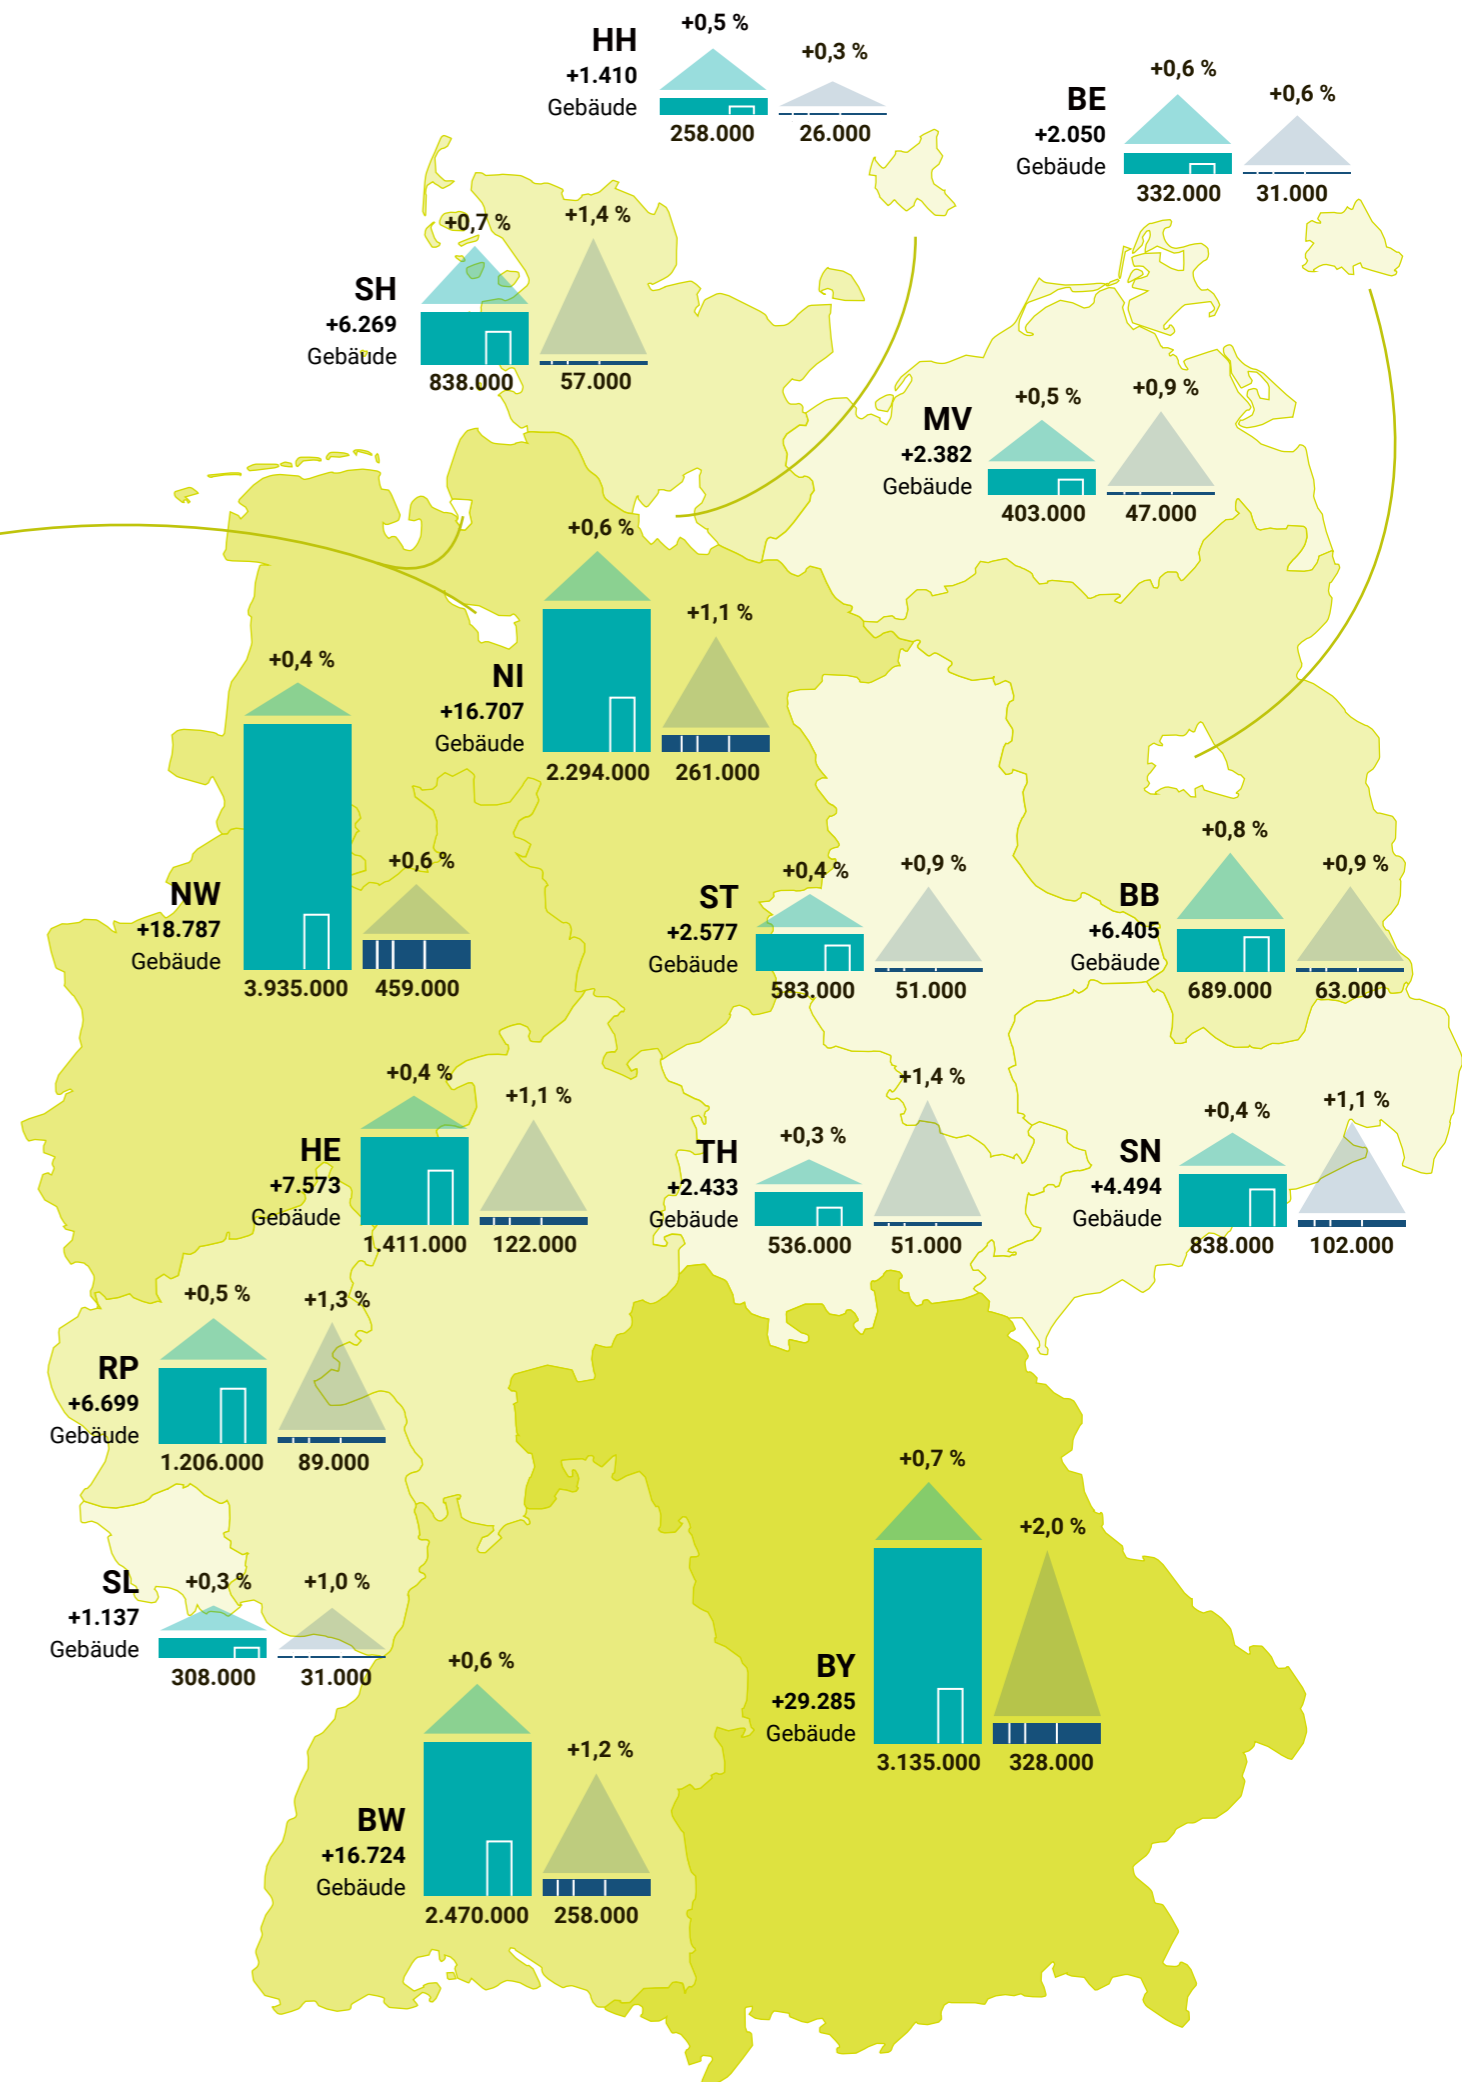 HH
+1.410
Gebäude
+0,5 %
+0,3 %
258.000
26.000
BE
+2.050
Gebäude
+0,6 %
+0,6 %
332.000
31.000
SH
+6.269
Gebäude
+0,7 %
+1,4 %
838.000
57.000
MV
+2.382
Gebäude
+0,5 %
+0,9 %
403.000
47.000
NI
+16.707
Gebäude
+0,6 %
+1,1 %
2.294.000
261.000
NW
+18.787
Gebäude
+0,4 %
+0,6 %
3.935.000
459.000
ST
+2.577
Gebäude
+0,4 %
+0,9 %
583.000
51.000
BB
+6.405
Gebäude
+0,8 %
+0,9 %
689.000
63.000
HE
+7.573
Gebäude
+0,4 %
+1,1 %
1.411.000
122.000
TH
+2.433
Gebäude
+0,3 %
+1,4 %
536.000
51.000
SN
+4.494
Gebäude
+0,4 %
+1,1 %
838.000
102.000
RP
+6.699
Gebäude
+0,5 %
+1,3 %
1.206.000
89.000
SL
+1.137
Gebäude
+0,3 %
+1,0 %
308.000
31.000
BY
+29.285
Gebäude
+0,7 %
+2,0 %
3.135.000
328.000
BW
+16.724
Gebäude
+0,6 %
+1,2 %
2.470.000
258.000